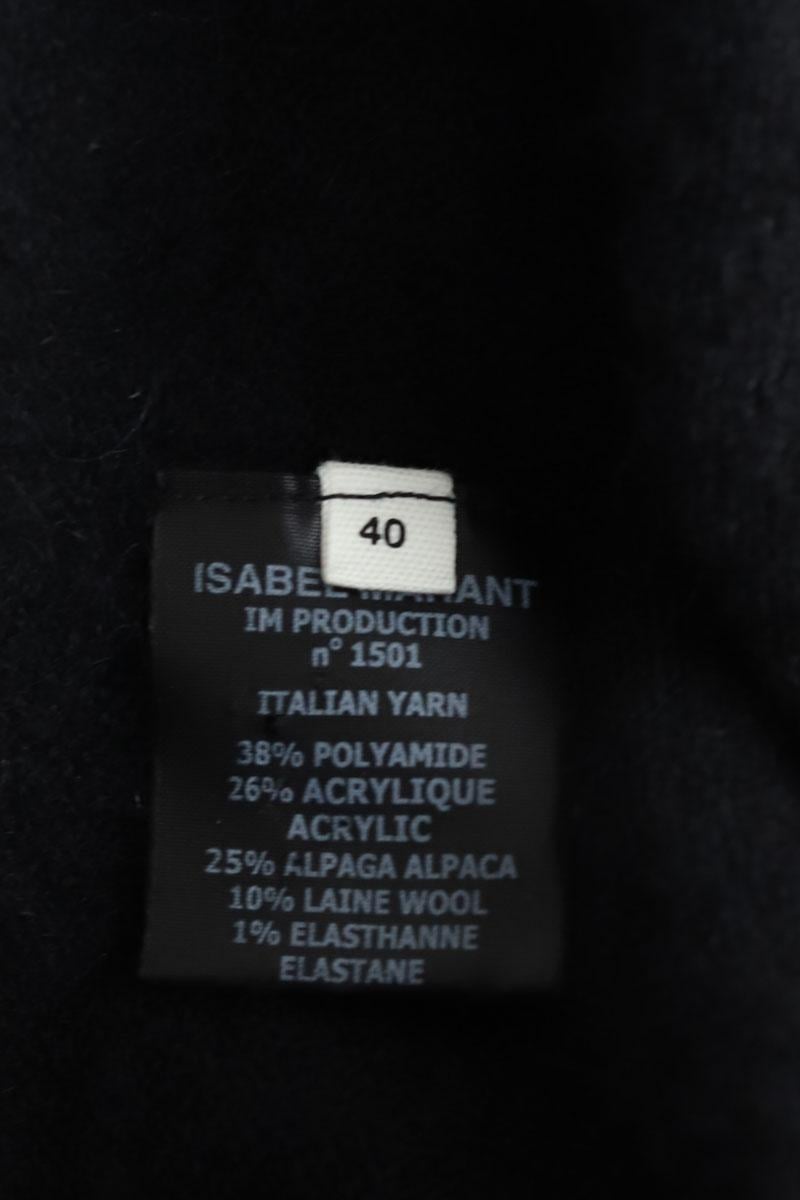 40
ISABEL MARANT
IM PRODUCTION
n° 1501
ITALIAN YARN
38% POLYAMIDE
26% ACRYLIQUE
ACRYLIC
25% ALPAGA ALPACA
10% LAINE WOOL
1% ELASTHANNE
ELASTANE